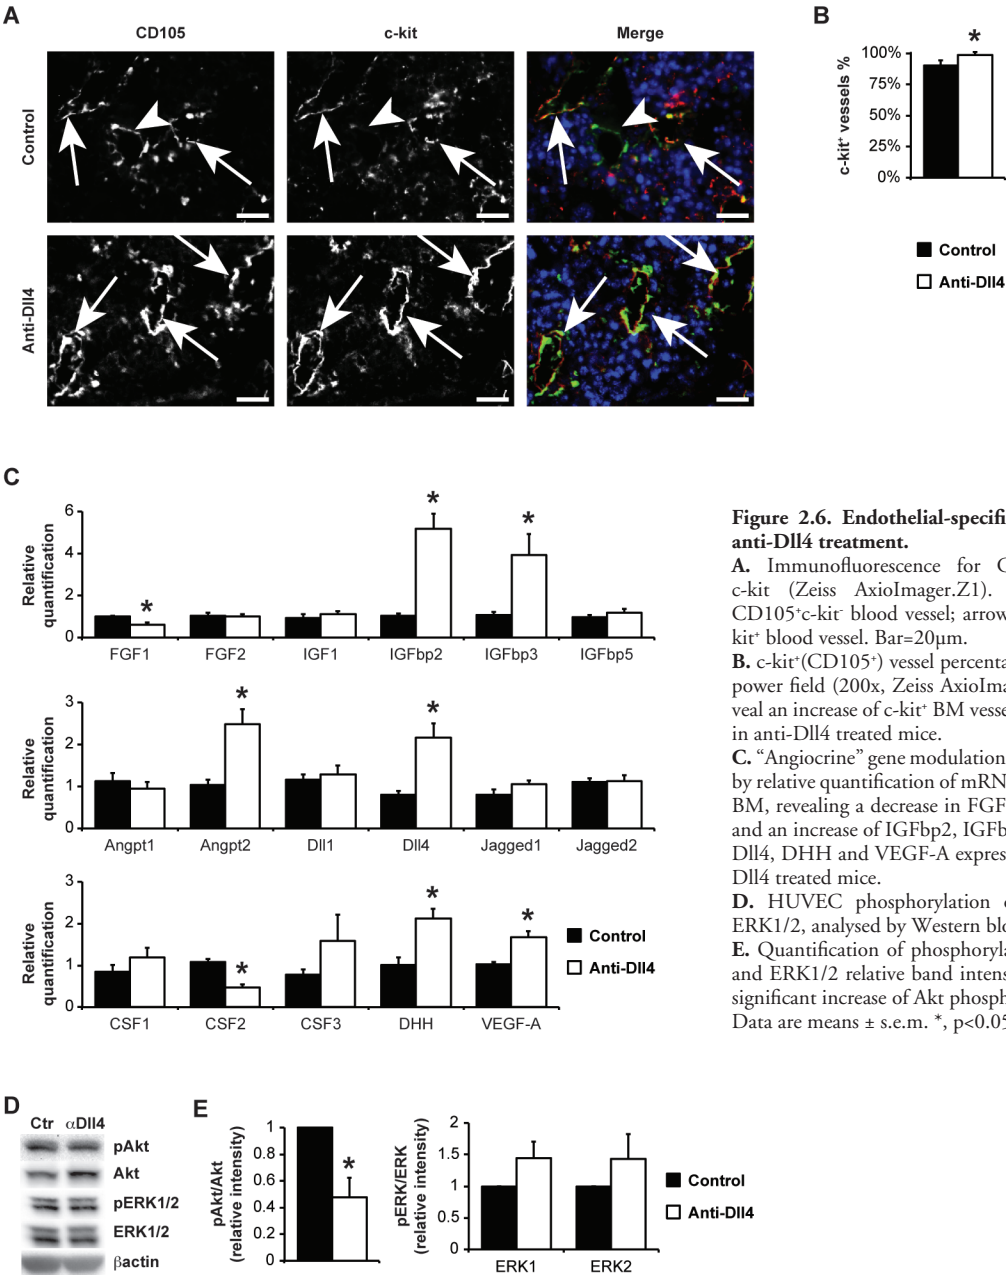 A
CD105
c-kit
Merge
Control
Anti-Dll4
B
*
100%
75%
50%
25%
0%
c-kit⁺ vessels %
Control
Anti-Dll4
C
Relative quantification
6
4
2
0
*
*
*
FGF1
FGF2
IGF1
IGFbp2
IGFbp3
IGFbp5
Relative quantification
3
2
1
0
*
*
Angpt1
Angpt2
Dll1
Dll4
Jagged1
Jagged2
Relative quantification
3
2
1
0
*
*
*
CSF1
CSF2
CSF3
DHH
VEGF-A
Control
Anti-Dll4
Figure 2.6. Endothelial-specifi
anti-Dll4 treatment.
A. Immunofluorescence for C
c-kit (Zeiss AxioImager.Z1).
CD105⁺c-kit⁻ blood vessel; arrow
kit⁺ blood vessel. Bar=20µm.
B. c-kit⁺(CD105⁺) vessel percenta
power field (200x, Zeiss AxioIma
veal an increase of c-kit⁺ BM vesse
in anti-Dll4 treated mice.
C. “Angiocrine” gene modulation
by relative quantification of mRN
BM, revealing a decrease in FGF
and an increase of IGFbp2, IGFb
Dll4, DHH and VEGF-A expres
Dll4 treated mice.
D. HUVEC phosphorylation o
ERK1/2, analysed by Western blo
E. Quantification of phosphoryla
and ERK1/2 relative band intens
significant increase of Akt phosph
Data are means ± s.e.m. *, p<0.05
D
Ctr αDll4
pAkt
Akt
pERK1/2
ERK1/2
βactin
E
pAkt/Akt
(relative intensity)
1
0.8
0.6
0.4
0.2
0
*
pERK/ERK
(relative intensity)
2
1.5
1
0.5
0
ERK1
ERK2
Control
Anti-Dll4